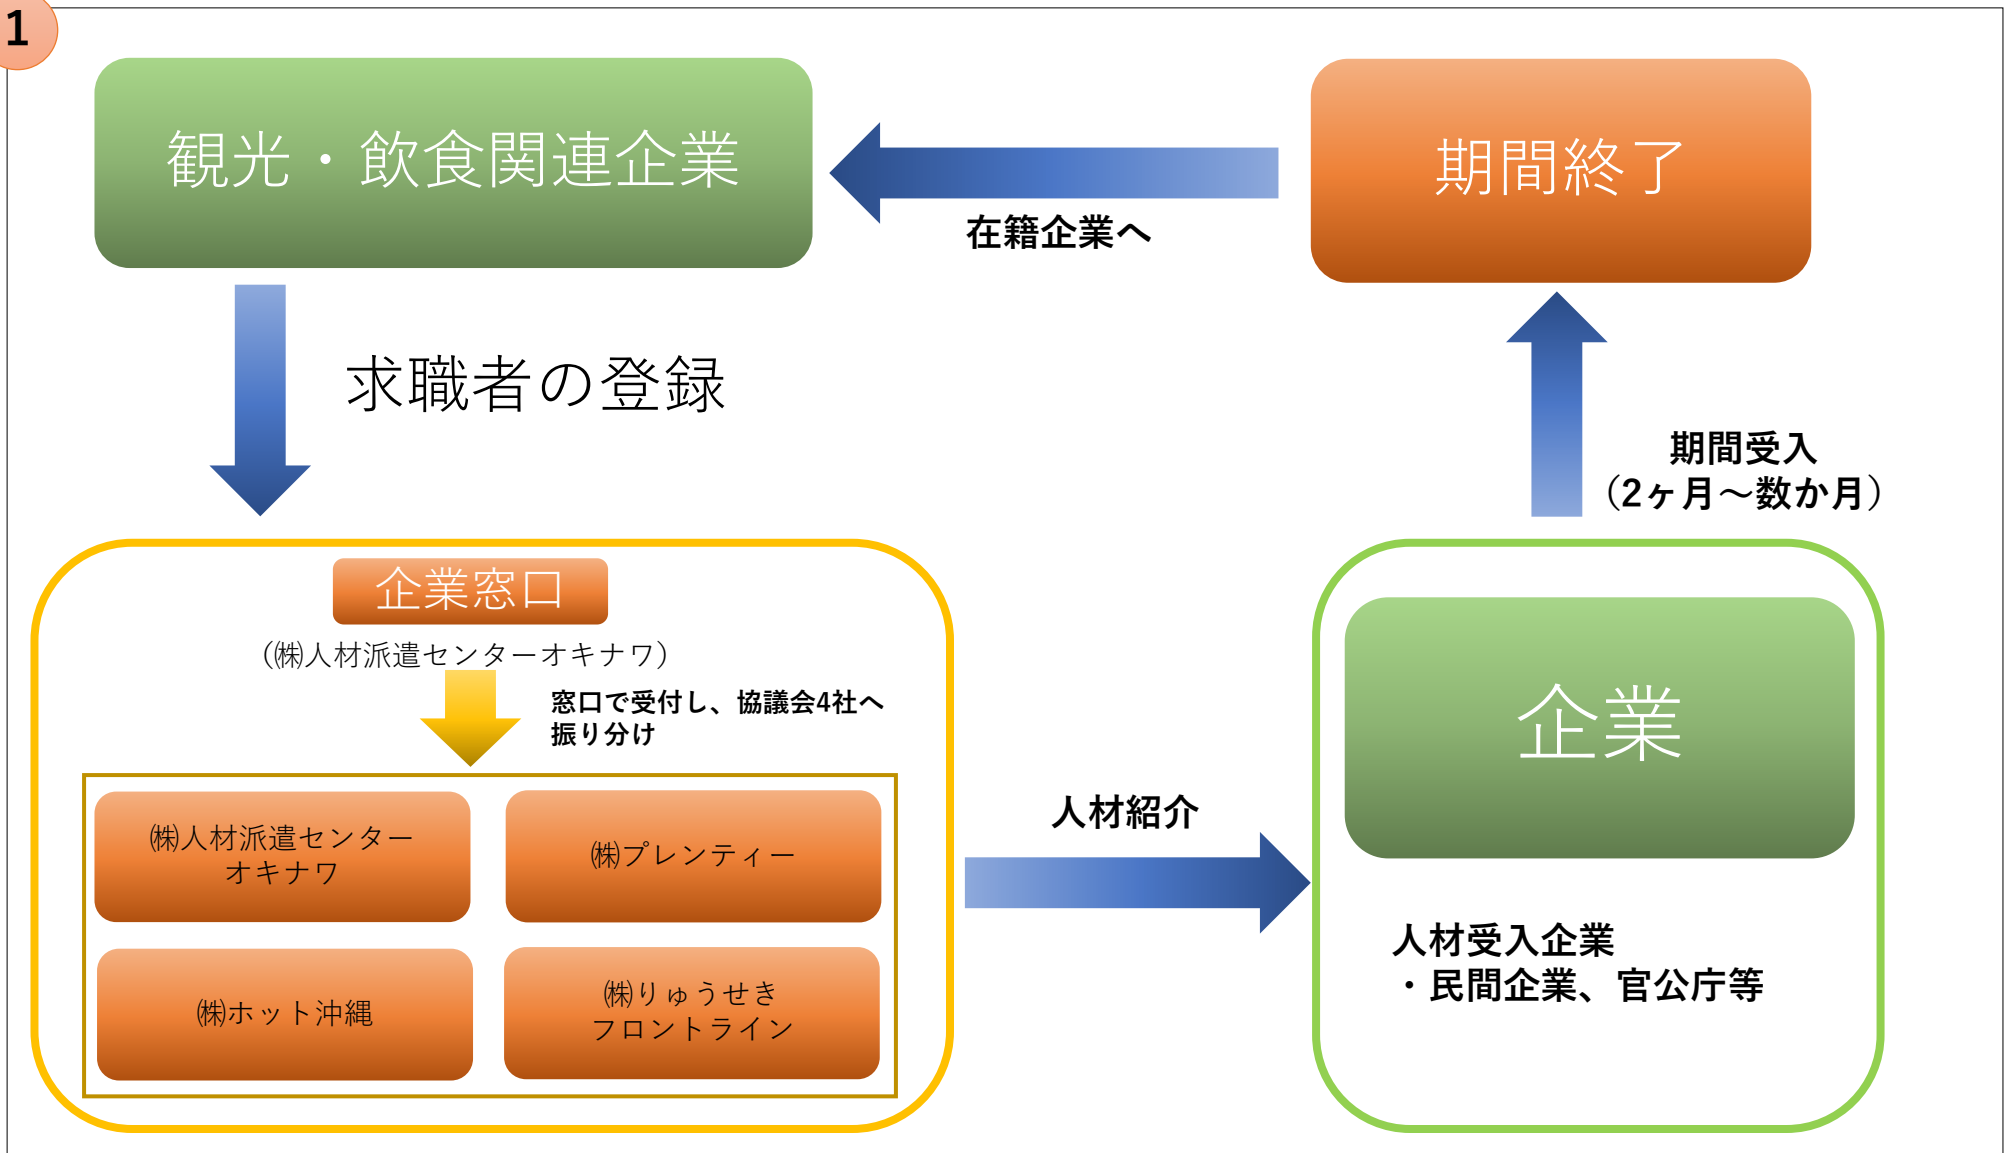 1
観光・飲食関連企業
期間終了
在籍企業へ
求職者の登録
期間受入
（2ヶ月～数か月）
企業窓口
（㈱人材派遣センターオキナワ）
窓口で受付し、協議会4社へ
振り分け
㈱人材派遣センター
オキナワ
㈱プレンティー
㈱ホット沖縄
㈱りゅうせき
フロントライン
人材紹介
企業
人材受入企業
・民間企業、官公庁等